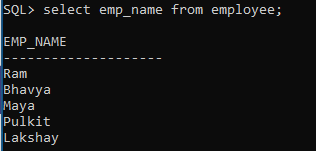 SQL> select emp_name from employee;
EMP_NAME
--------------------
Ram
Bhavya
Maya
Pulkit
Lakshay